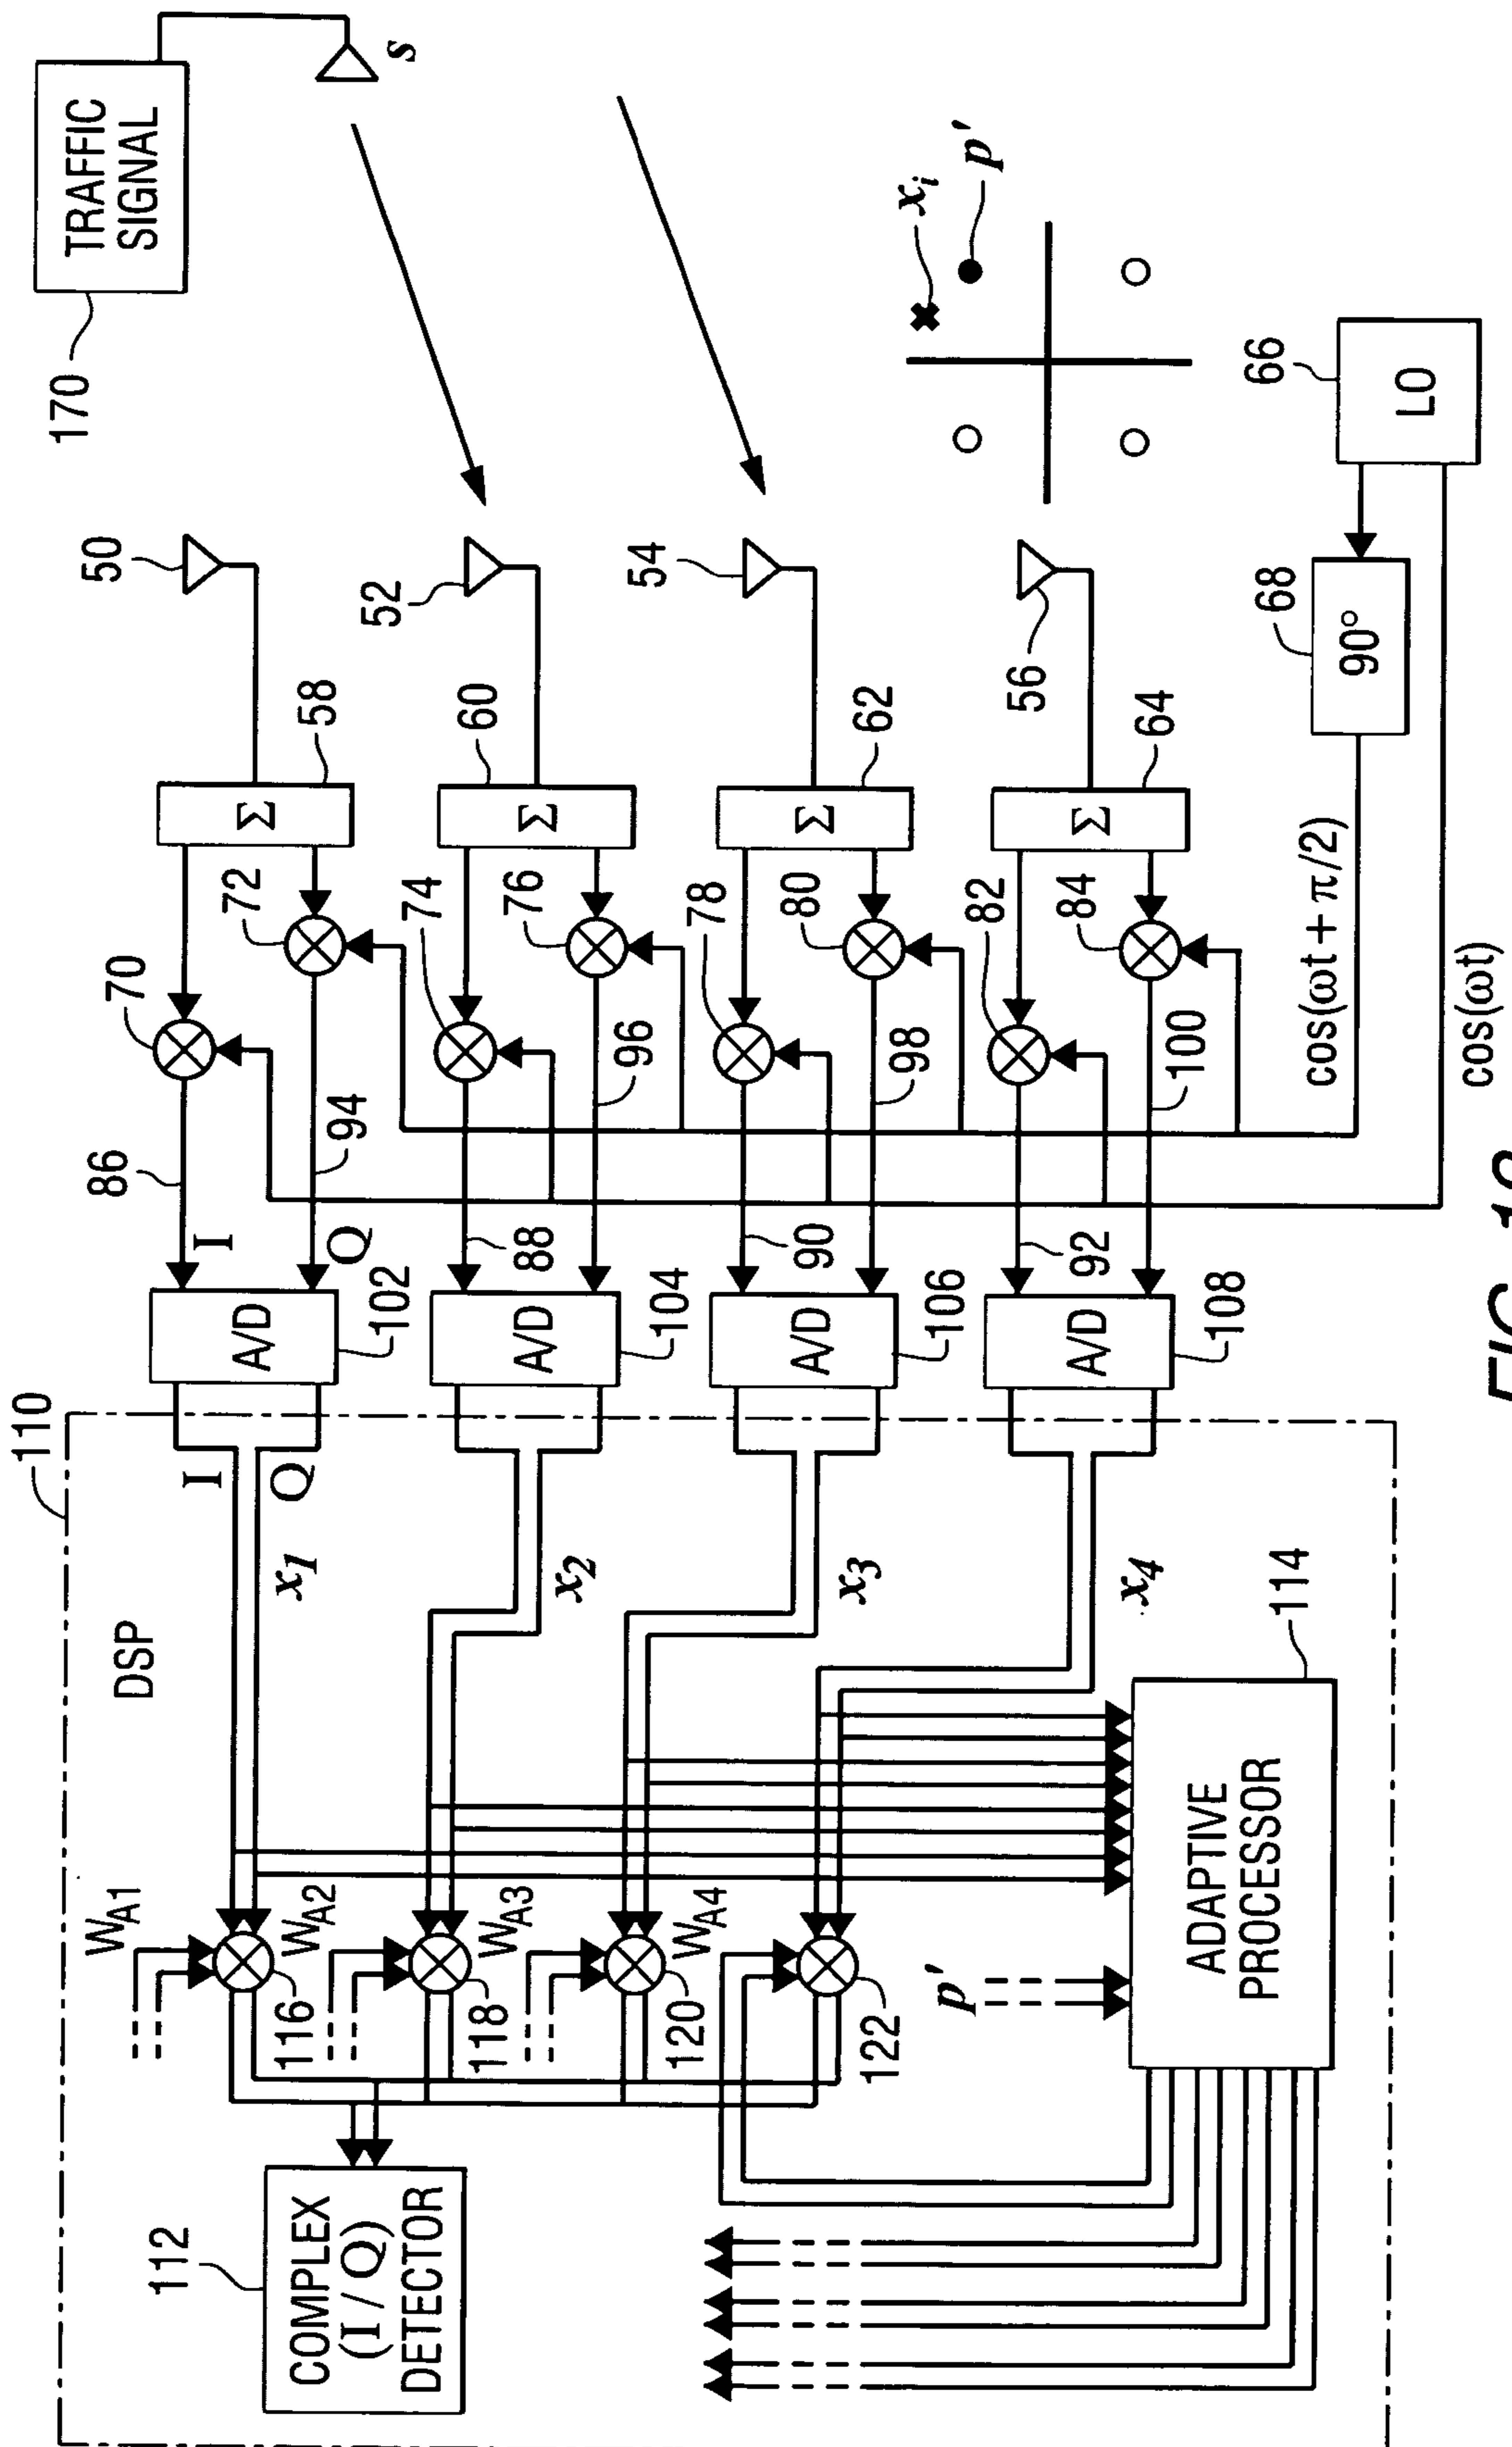 TRAFFIC
SIGNAL
170
s
50
52
54
56
58
60
62
64
Σ
Σ
Σ
Σ
x_i
p'
66
LO
68
90°
cos(ωt + π/2)
cos(ωt)
70
72
74
76
78
80
82
84
86
94
88
96
90
98
92
100
I
Q
A/D
102
A/D
104
A/D
106
A/D
108
110
I
Q
DSP
x_1
x_2
x_3
x_4
W_A1
W_A2
W_A3
W_A4
116
118
120
122
p'
114
ADAPTIVE
PROCESSOR
112
COMPLEX
(I / Q)
DETECTOR